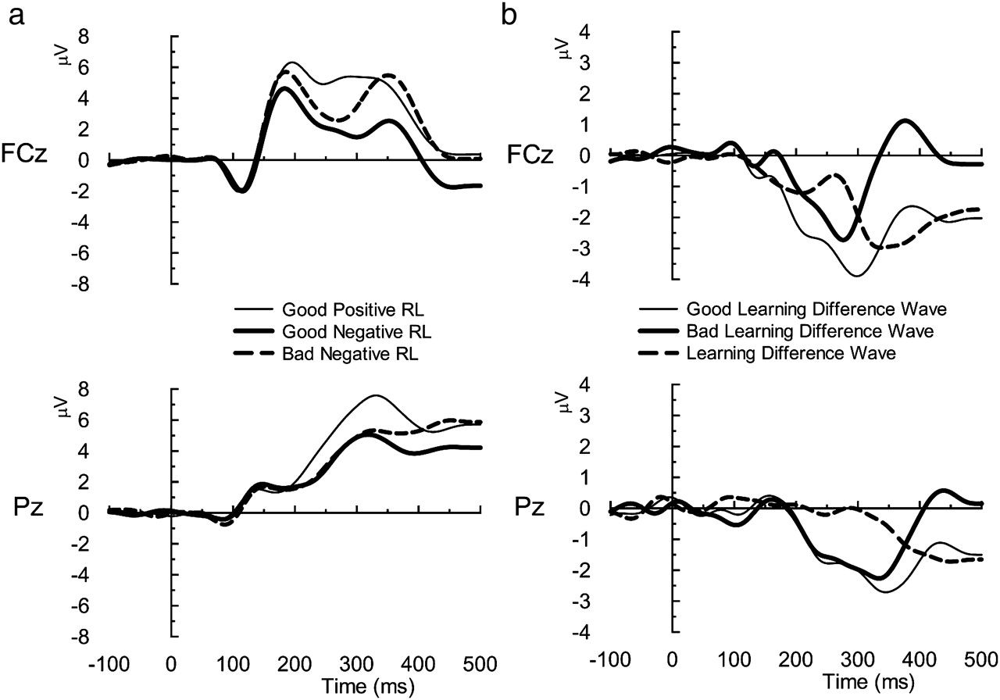 a
b
8
6
4
2
0
-2
-4
-6
-8
µV
FCz
4
3
2
1
0
-1
-2
-3
-4
µV
FCz
Good Positive RL
Good Negative RL
Bad Negative RL
Good Learning Difference Wave
Bad Learning Difference Wave
Learning Difference Wave
8
6
4
2
0
-2
-4
-6
-8
µV
Pz
-100 0 100 200 300 400 500
Time (ms)
4
3
2
1
0
-1
-2
-3
-4
µV
Pz
-100 0 100 200 300 400 500
Time (ms)